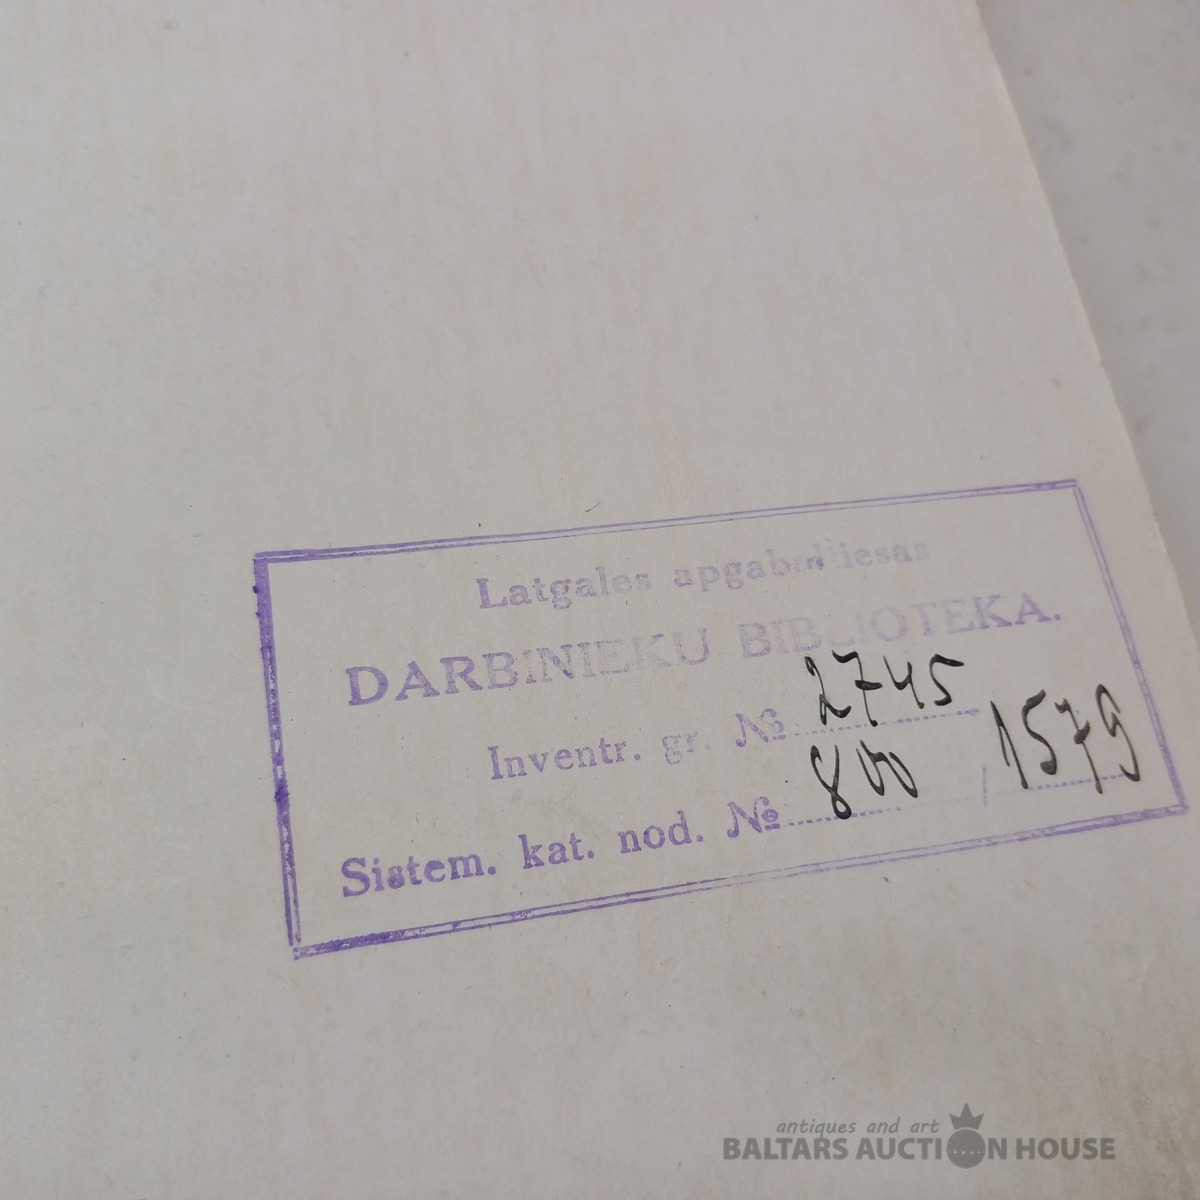 Latgales apgabaltiesas
DARBINIEKU BIBLIOTEKA.
Inventr. gr. № 2745
Sistem. kat. nod. № 800 / 1579
antiques and art
BALTARS AUCTION HOUSE